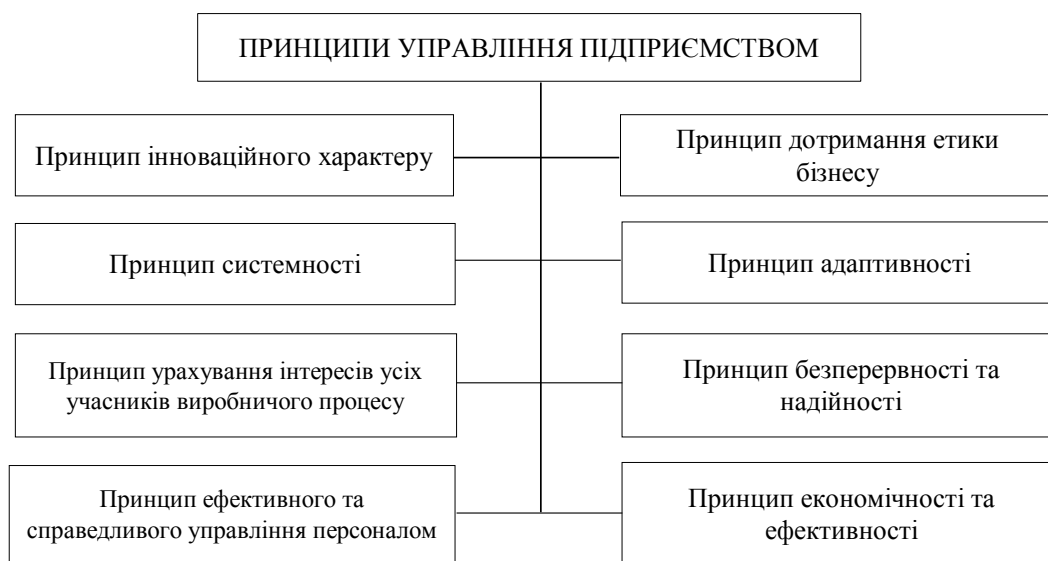 ПРИНЦИПИ УПРАВЛІННЯ ПІДПРИЄМСТВОМ
Принцип інноваційного характеру
Принцип дотримання етики
бізнесу
Принцип системності
Принцип адаптивності
Принцип урахування інтересів усіх
учасників виробничого процесу
Принцип безперервності та
надійності
Принцип ефективного та
справедливого управління персоналом
Принцип економічності та
ефективності